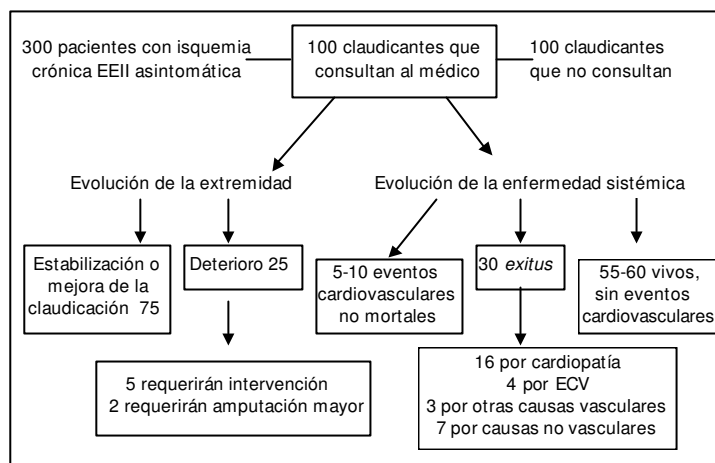 300 pacientes con isquemia
crónica EEII asintomática
100 claudicantes que
consultan al médico
100 claudicantes
que no consultan
Evolución de la extremidad
Evolución de la enfermedad sistémica
Estabilización o
mejora de la
claudicación 75
Deterioro 25
5-10 eventos
cardiovasculares
no mortales
30 exitus
55-60 vivos,
sin eventos
cardiovasculares
5 requerirán intervención
2 requerirán amputación mayor
16 por cardiopatía
4 por ECV
3 por otras causas vasculares
7 por causas no vasculares